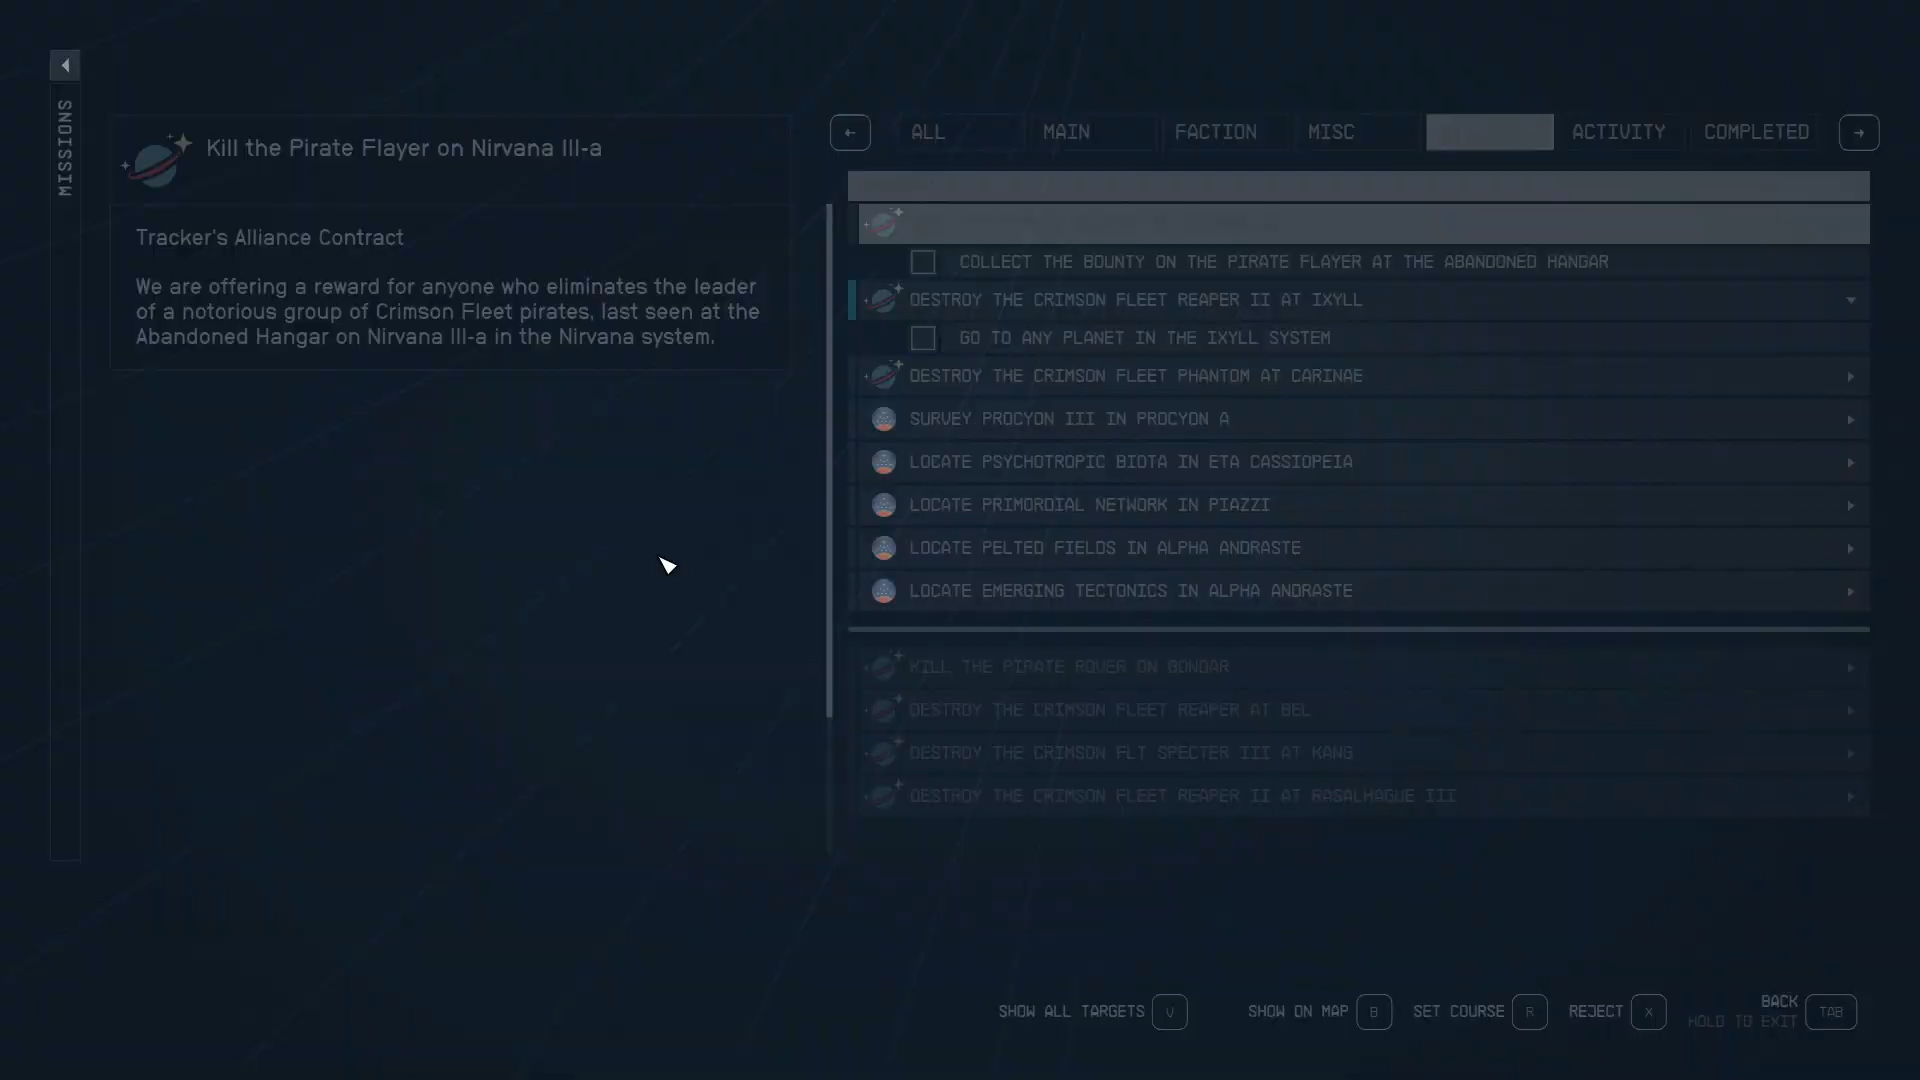 MISSIONS
Kill the Pirate Flayer on Nirvana III-a
Tracker's Alliance Contract
We are offering a reward for anyone who eliminates the leader
of a notorious group of Crimson Fleet pirates, last seen at the
Abandoned Hangar on Nirvana III-a in the Nirvana system.
ALL MAIN FACTION MISC ACTIVITY COMPLETED
COLLECT THE BOUNTY ON THE PIRATE FLAYER AT THE ABANDONED HANGAR
DESTROY THE CRIMSON FLEET REAPER II AT IXYLL
GO TO ANY PLANET IN THE IXYLL SYSTEM
DESTROY THE CRIMSON FLEET PHANTOM AT CARINAE
SURVEY PROCYON III IN PROCYON A
LOCATE PSYCHOTROPIC BIOTA IN ETA CASSIOPEIA
LOCATE PRIMORDIAL NETWORK IN PIAZZI
LOCATE PELTED FIELDS IN ALPHA ANDRASTE
LOCATE EMERGING TECTONICS IN ALPHA ANDRASTE
KILL THE PIRATE ROVER ON BONDAR
DESTROY THE CRIMSON FLEET REAPER AT BEL
DESTROY THE CRIMSON FLT SPECTER III AT KANG
DESTROY THE CRIMSON FLEET REAPER II AT RASALHAGUE III
SHOW ALL TARGETS V SHOW ON MAP B SET COURSE R REJECT X BACK TAB
HOLD TO EXIT